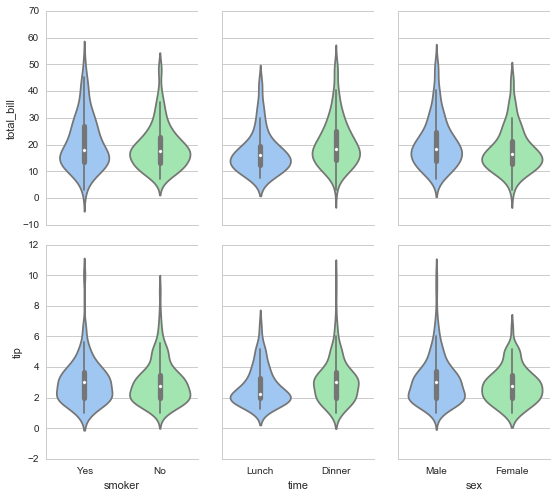 70
60
50
40
30
20
10
0
−10
total_bill
12
10
8
6
4
2
0
−2
tip
Yes No
Lunch Dinner
Male Female
smoker
time
sex